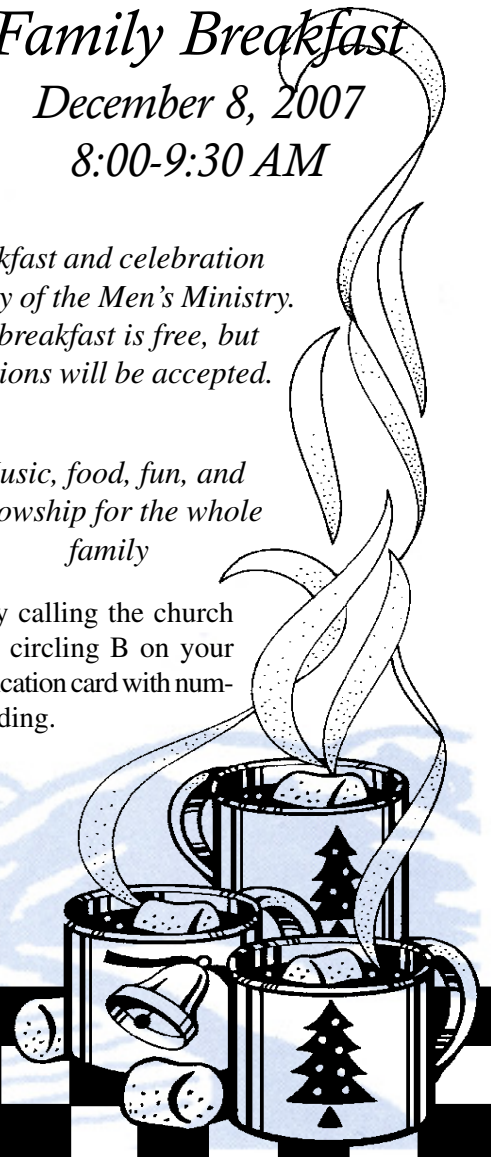 Family Breakfast
December 8, 2007
8:00-9:30 AM
kfast and celebration
y of the Men's Ministry.
breakfast is free, but
tions will be accepted.
usic, food, fun, and
owship for the whole
family
y calling the church
circling B on your
ication card with num-
ding.